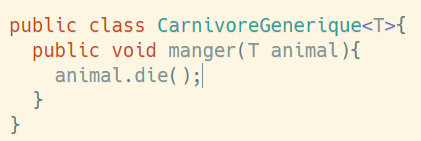 public class CarnivoreGenerique<T>{
  public void manger(T animal){
    animal.die();
  }
}